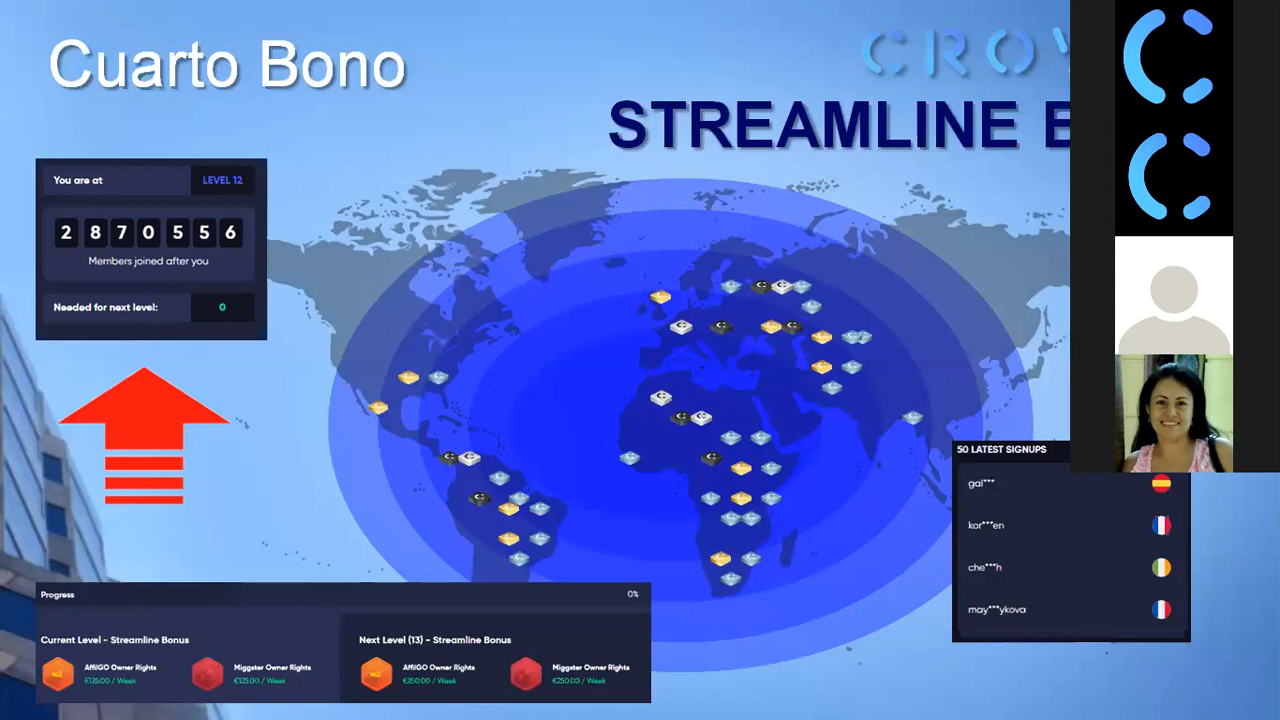 Cuarto Bono
CRO
STREAMLINE B
You are at
LEVEL 12
2870556
Members joined after you
Needed for next level:
0
50 LATEST SIGNUPS
gal***
kor***en
che***h
may***ykova
Progress
0%
Current Level - Streamline Bonus
Next Level (13) - Streamline Bonus
AffilGO Owner Rights
€125.00 / Week
Miggster Owner Rights
€125.00 / Week
AffilGO Owner Rights
€250.00 / Week
Miggster Owner Rights
€250.00 / Week